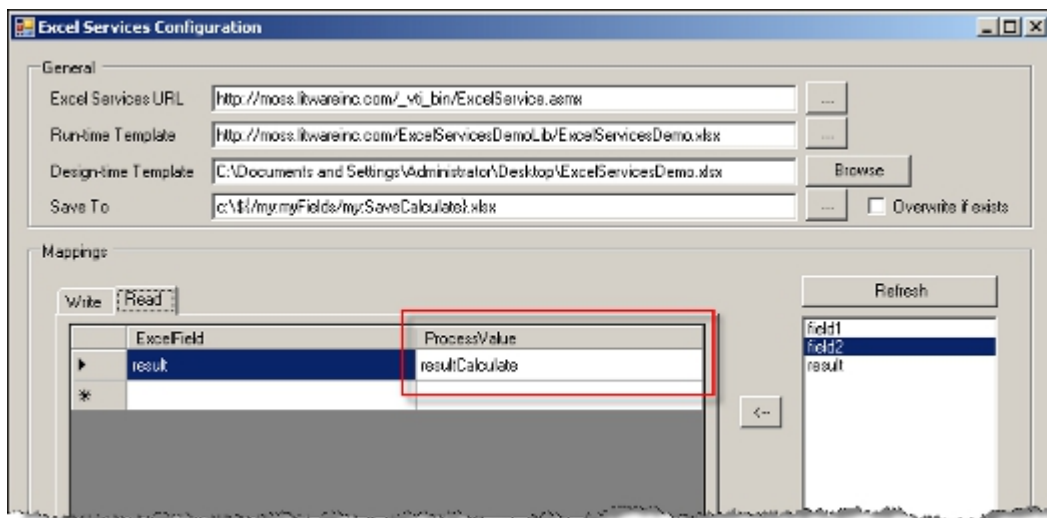 Excel Services Configuration
General
Excel Services URL http://moss.litwareinc.com/_vti_bin/ExcelService.asmx ...
Run-time Template http://moss.litwareinc.com/ExcelServicesDemoLib/ExcelServicesDemo.xlsx ...
Design-time Template C:\Documents and Settings\Administrator\Desktop\ExcelServicesDemo.xlsx Browse
Save To c:\${/my:myFields/my:SaveCalculate}.xlsx ... Overwrite if exists
Mappings
Write Read Refresh
ExcelField ProcessValue
result resultCalculate
field1
field2
result
<--